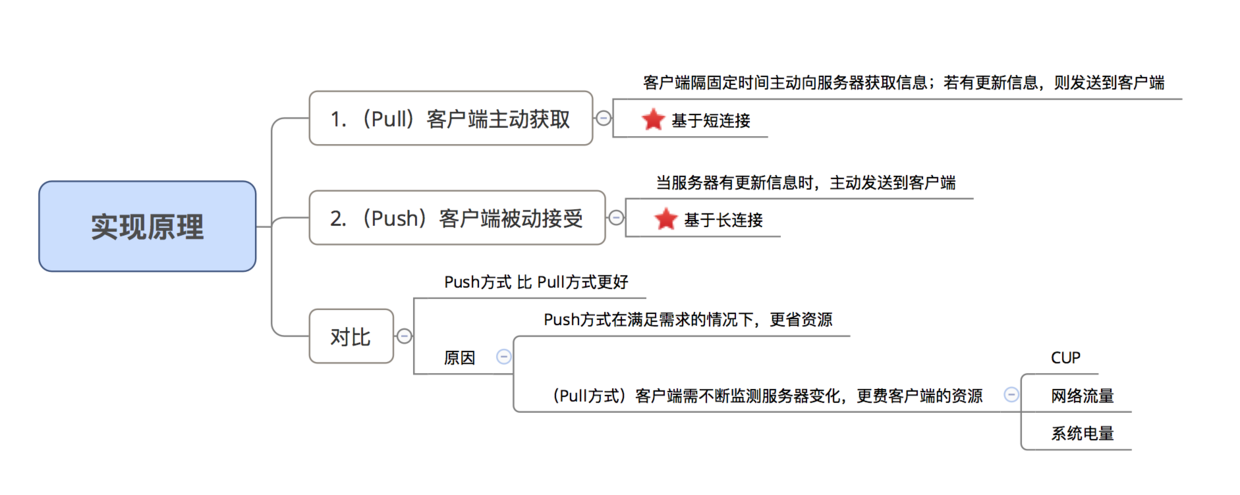 实现原理
1. （Pull）客户端主动获取
客户端隔固定时间主动向服务器获取信息；若有更新信息，则发送到客户端
基于短连接
2. （Push）客户端被动接受
当服务器有更新信息时，主动发送到客户端
基于长连接
对比
Push方式 比 Pull方式更好
原因
Push方式在满足需求的情况下，更省资源
（Pull方式）客户端需不断监测服务器变化，更费客户端的资源
CUP
网络流量
系统电量